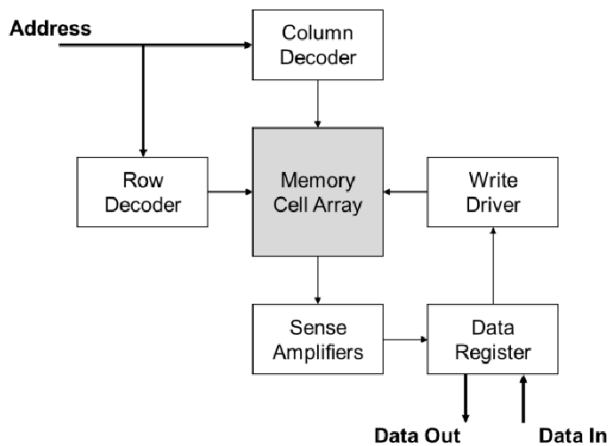 Address
Column
Decoder
Row
Decoder
Memory
Cell Array
Write
Driver
Sense
Amplifiers
Data
Register
Data Out
Data In